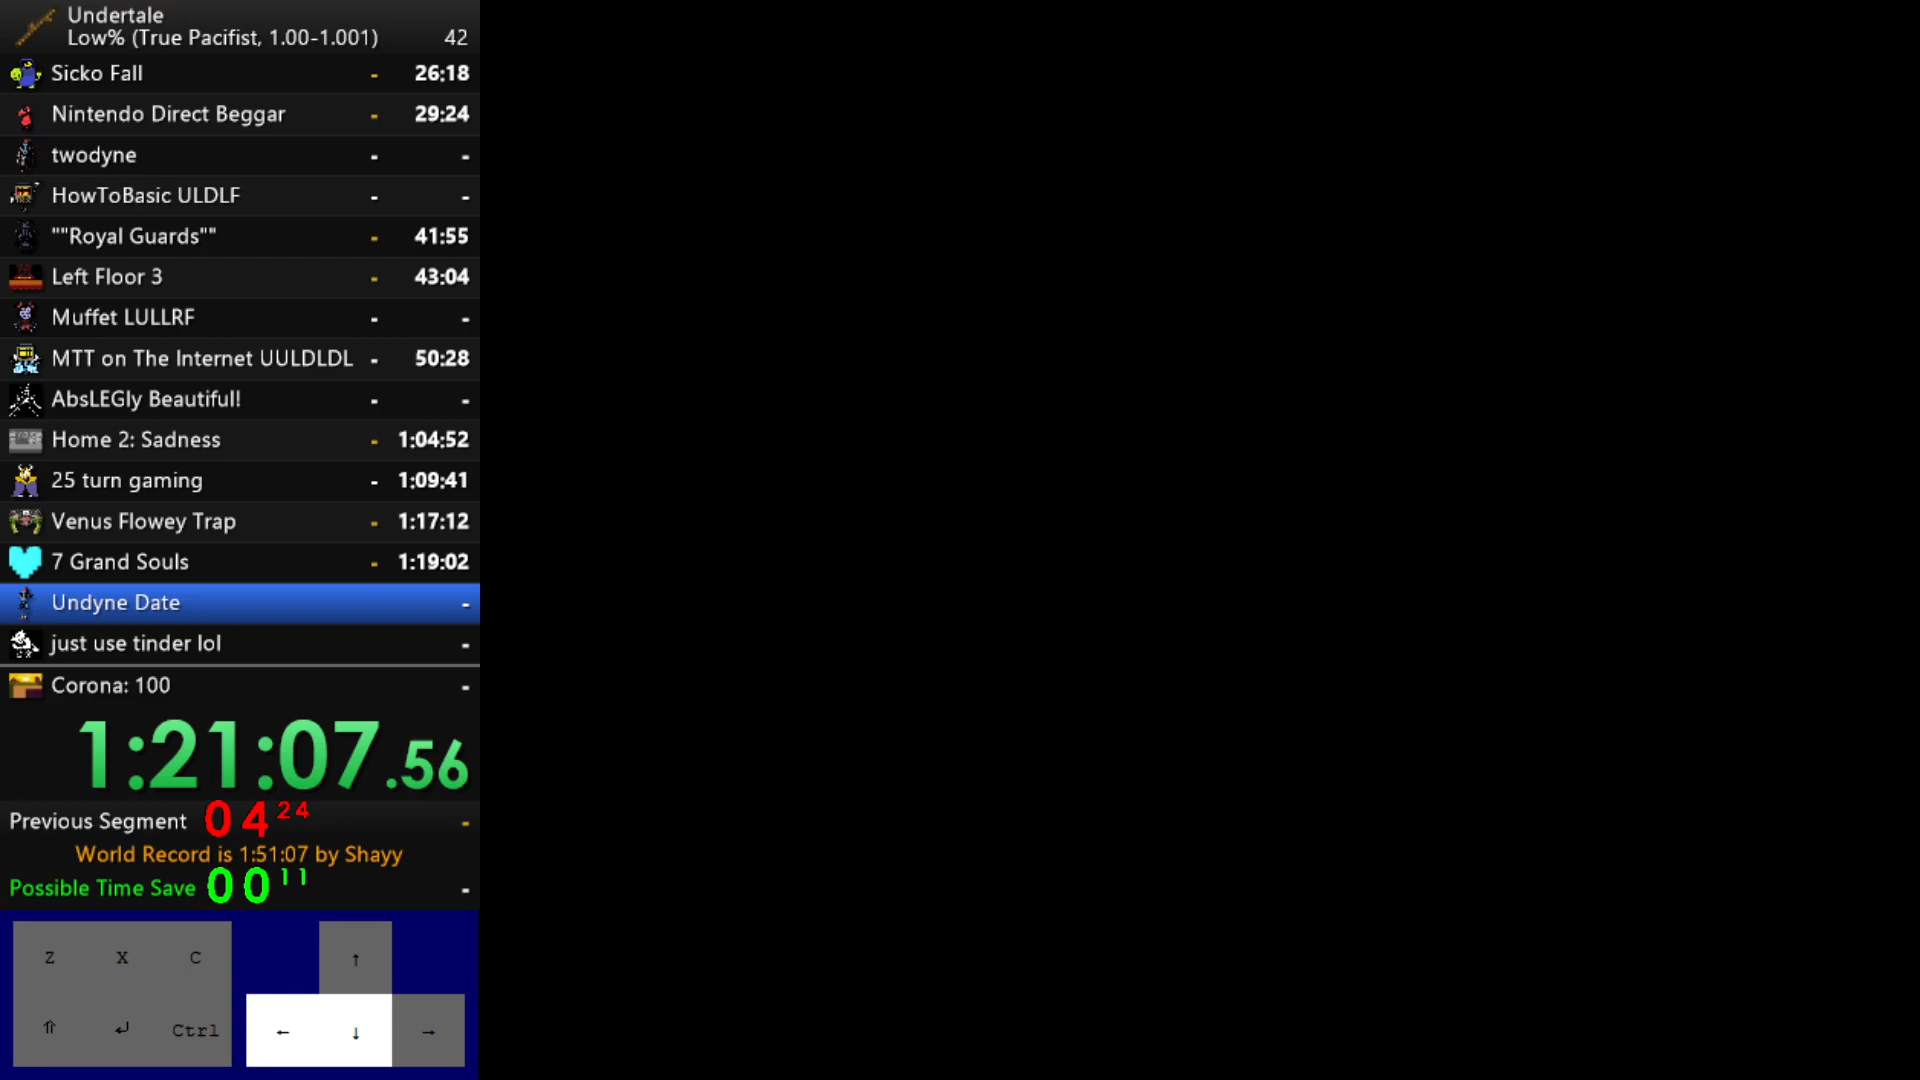 Undertale
Low% (True Pacifist, 1.00-1.001) 42
Sicko Fall - 26:18
Nintendo Direct Beggar - 29:24
twodyne - -
HowToBasic ULDLF - -
""Royal Guards"" - 41:55
Left Floor 3 - 43:04
Muffet LULLRF - -
MTT on The Internet UULDLDL - 50:28
AbsLEGly Beautiful! - -
Home 2: Sadness - 1:04:52
25 turn gaming - 1:09:41
Venus Flowey Trap - 1:17:12
7 Grand Souls - 1:19:02
Undyne Date -
just use tinder lol -
Corona: 100 -
1:21:07.56
Previous Segment 04 24 -
World Record is 1:51:07 by Shayy
Possible Time Save 00 11 -
Z X C ↑
⇑ ↵ Ctrl ← ↓ →